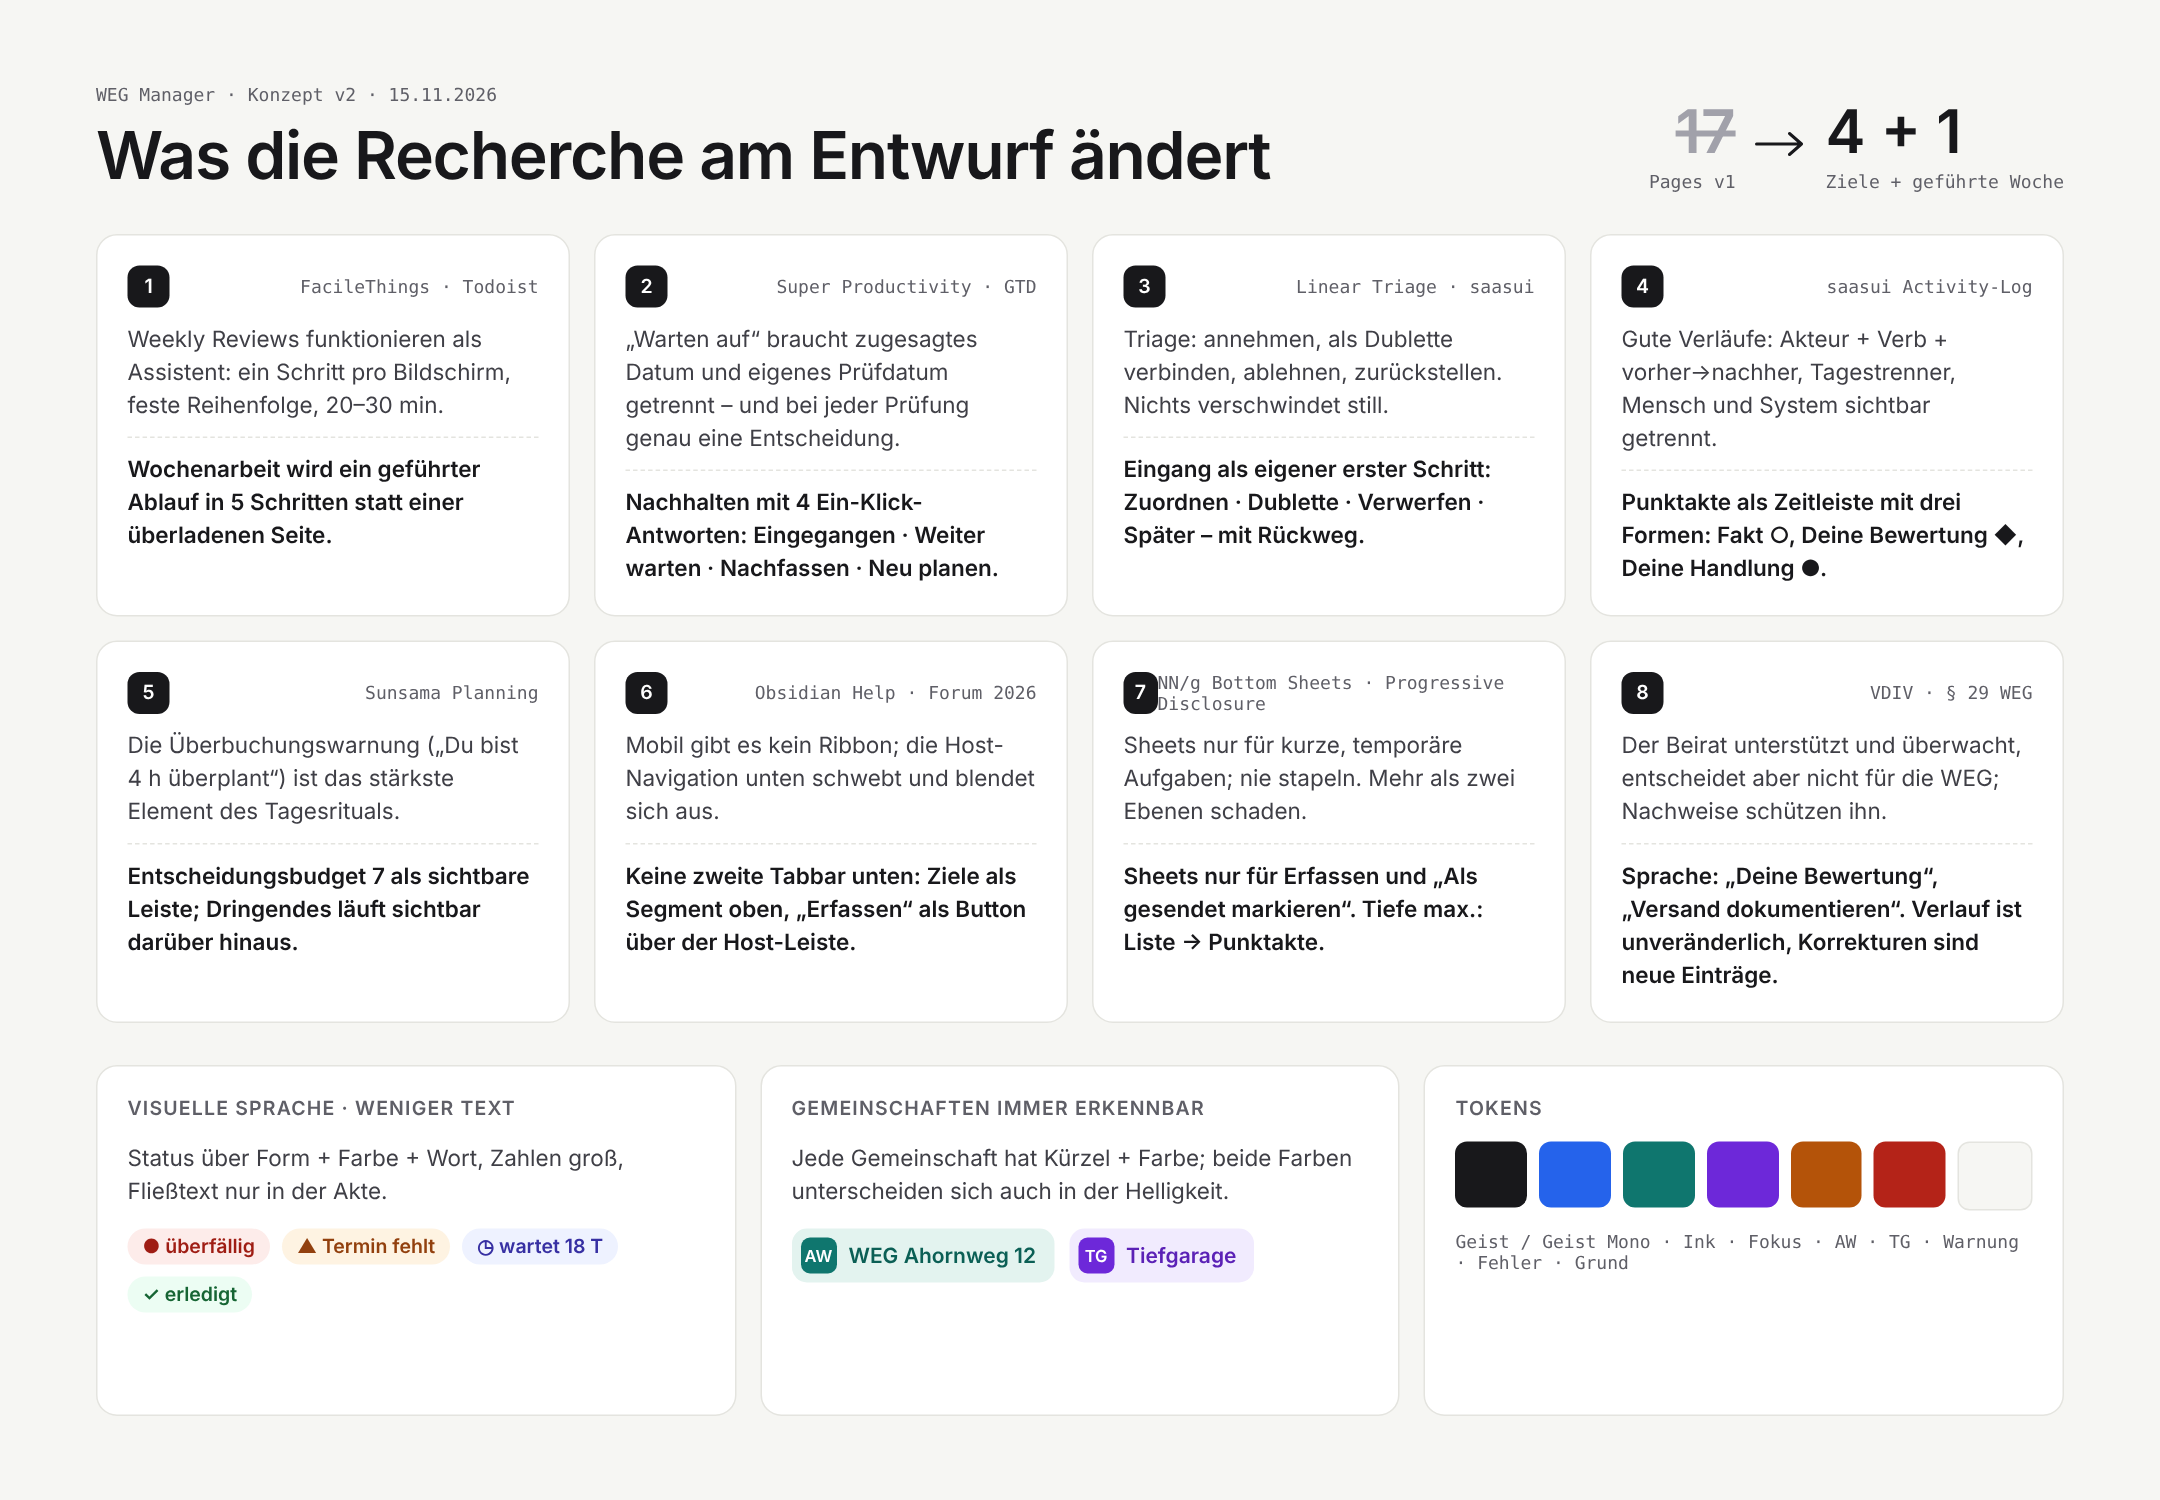 WEG Manager · Konzept v2 · 15.11.2026
Was die Recherche am Entwurf ändert
17 → 4 + 1
Pages v1
Ziele + geführte Woche
1
FacileThings · Todoist
Weekly Reviews funktionieren als
Assistent: ein Schritt pro Bildschirm,
feste Reihenfolge, 20–30 min.
Wochenarbeit wird ein geführter
Ablauf in 5 Schritten statt einer
überladenen Seite.
2
Super Productivity · GTD
„Warten auf“ braucht zugesagtes
Datum und eigenes Prüfdatum
getrennt – und bei jeder Prüfung
genau eine Entscheidung.
Nachhalten mit 4 Ein-Klick-
Antworten: Eingegangen · Weiter
warten · Nachfassen · Neu planen.
3
Linear Triage · saasui
Triage: annehmen, als Dublette
verbinden, ablehnen, zurückstellen.
Nichts verschwindet still.
Eingang als eigener erster Schritt:
Zuordnen · Dublette · Verwerfen ·
Später – mit Rückweg.
4
saasui Activity-Log
Gute Verläufe: Akteur + Verb +
vorher→nachher, Tagestrenner,
Mensch und System sichtbar
getrennt.
Punktakte als Zeitleiste mit drei
Formen: Fakt ○, Deine Bewertung ◆,
Deine Handlung ●.
5
Sunsama Planning
Die Überbuchungswarnung („Du bist
4 h überplant“) ist das stärkste
Element des Tagesrituals.
Entscheidungsbudget 7 als sichtbare
Leiste; Dringendes läuft sichtbar
darüber hinaus.
6
Obsidian Help · Forum 2026
Mobil gibt es kein Ribbon; die Host-
Navigation unten schwebt und blendet
sich aus.
Keine zweite Tabbar unten: Ziele als
Segment oben, „Erfassen“ als Button
über der Host-Leiste.
7
NN/g Bottom Sheets · Progressive
Disclosure
Sheets nur für kurze, temporäre
Aufgaben; nie stapeln. Mehr als zwei
Ebenen schaden.
Sheets nur für Erfassen und „Als
gesendet markieren“. Tiefe max.:
Liste → Punktakte.
8
VDIV · § 29 WEG
Der Beirat unterstützt und überwacht,
entscheidet aber nicht für die WEG;
Nachweise schützen ihn.
Sprache: „Deine Bewertung“,
„Versand dokumentieren“. Verlauf ist
unveränderlich, Korrekturen sind
neue Einträge.
VISUELLE SPRACHE · WENIGER TEXT
Status über Form + Farbe + Wort, Zahlen groß,
Fließtext nur in der Akte.
● überfällig ▲ Termin fehlt ◷ wartet 18 T
✓ erledigt
GEMEINSCHAFTEN IMMER ERKENNBAR
Jede Gemeinschaft hat Kürzel + Farbe; beide Farben
unterscheiden sich auch in der Helligkeit.
AW WEG Ahornweg 12 TG Tiefgarage
TOKENS
Geist / Geist Mono · Ink · Fokus · AW · TG · Warnung
· Fehler · Grund